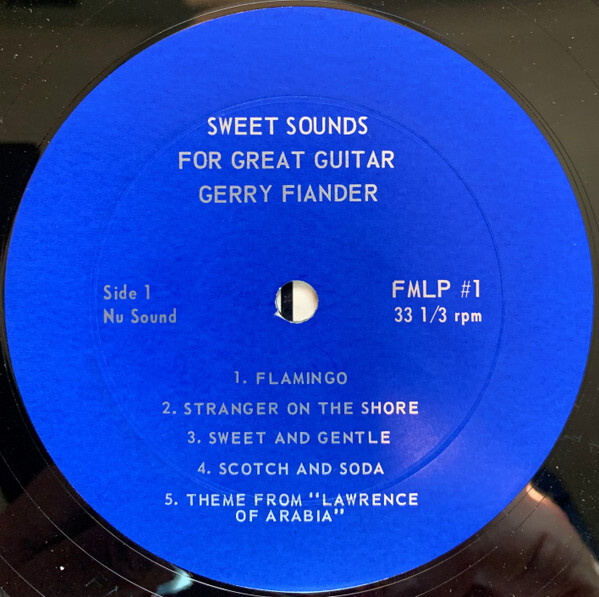 SWEET SOUNDS
FOR GREAT GUITAR
GERRY FIANDER
Side 1
Nu Sound
FMLP #1
33 1/3 rpm
1. FLAMINGO
2. STRANGER ON THE SHORE
3. SWEET AND GENTLE
4. SCOTCH AND SODA
5. THEME FROM "LAWRENCE
OF ARABIA"